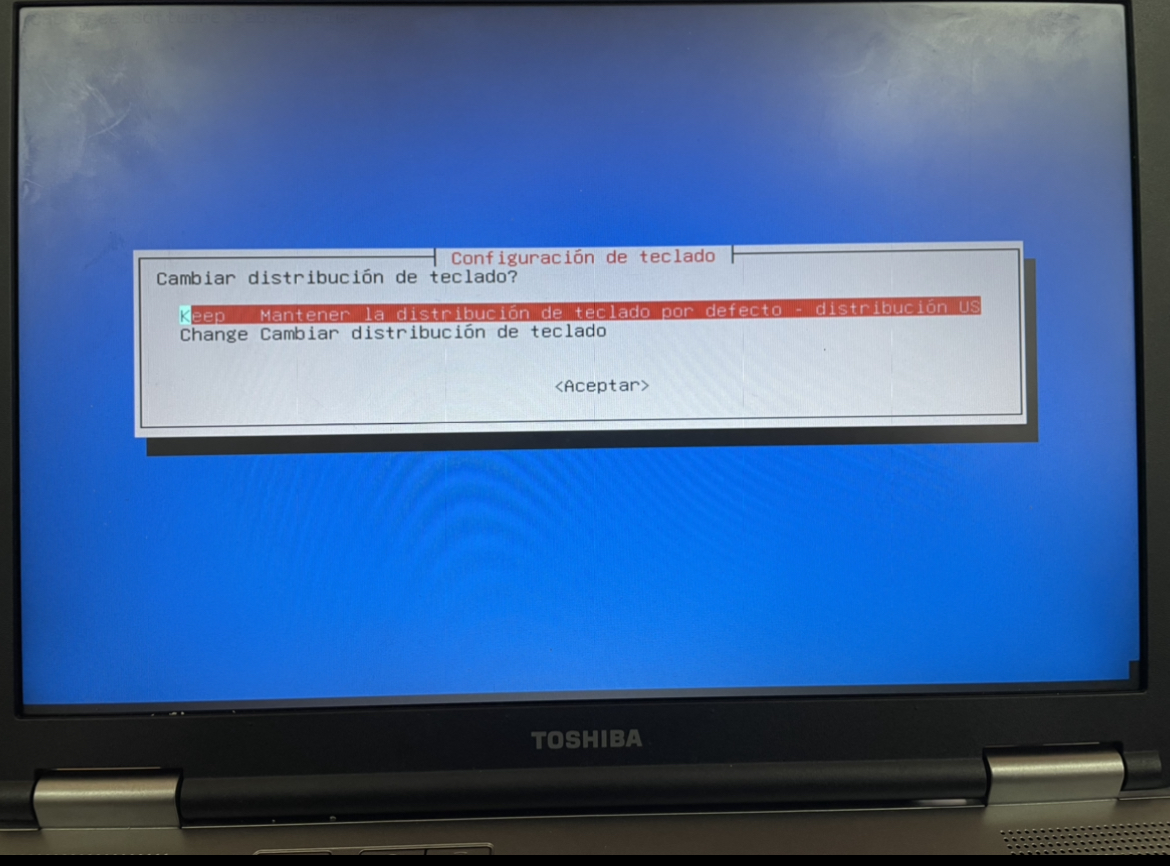 Configuración de teclado
Cambiar distribución de teclado?
Keep Mantener la distribución de teclado por defecto - distribución US
Change Cambiar distribución de teclado
<Aceptar>
TOSHIBA